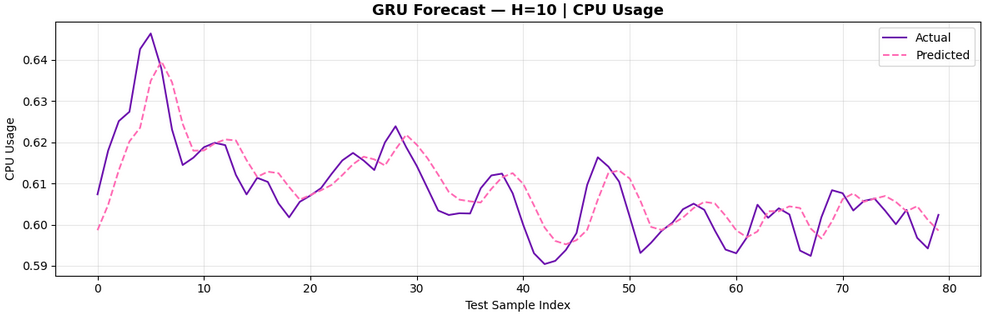 GRU Forecast — H=10 | CPU Usage
Actual
Predicted
CPU Usage
0.64
0.63
0.62
0.61
0.60
0.59
0 10 20 30 40 50 60 70 80
Test Sample Index